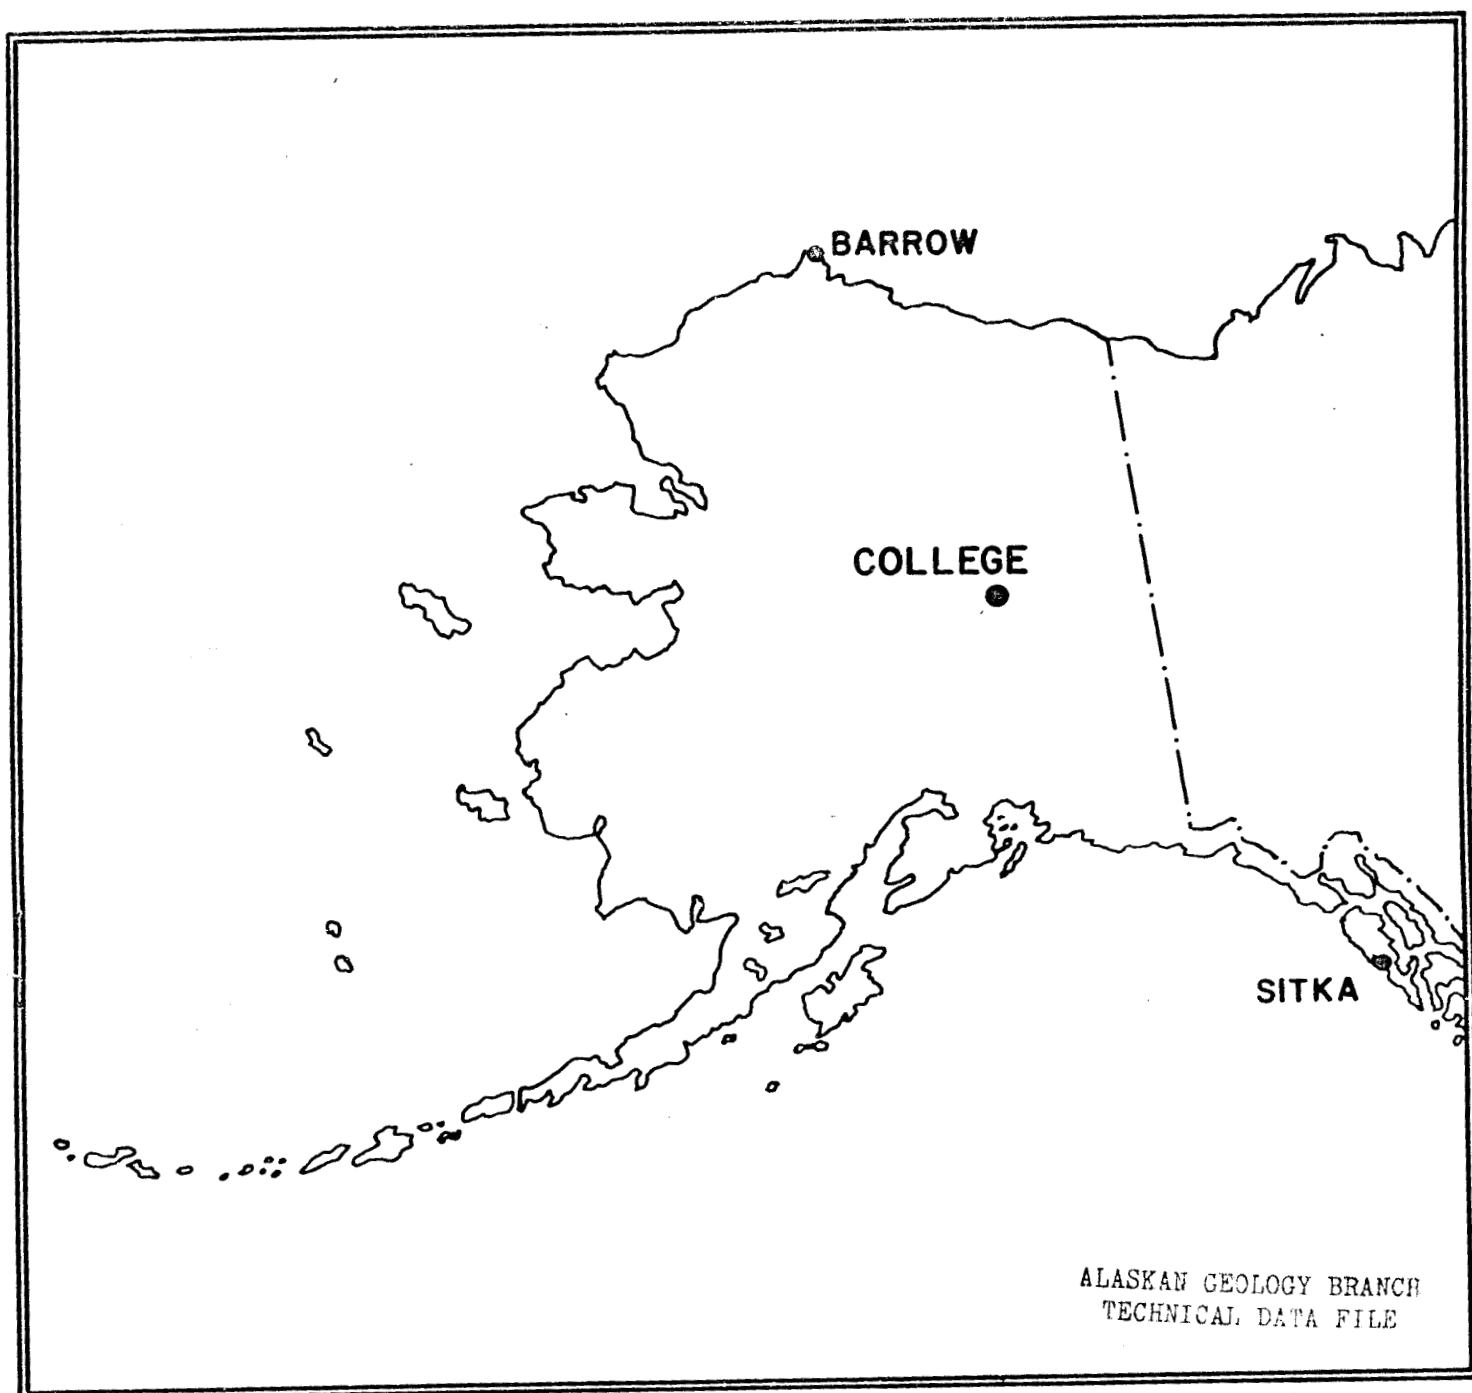 BARROW
COLLEGE
SITKA
ALASKAN GEOLOGY BRANCH
TECHNICAL DATA FILE